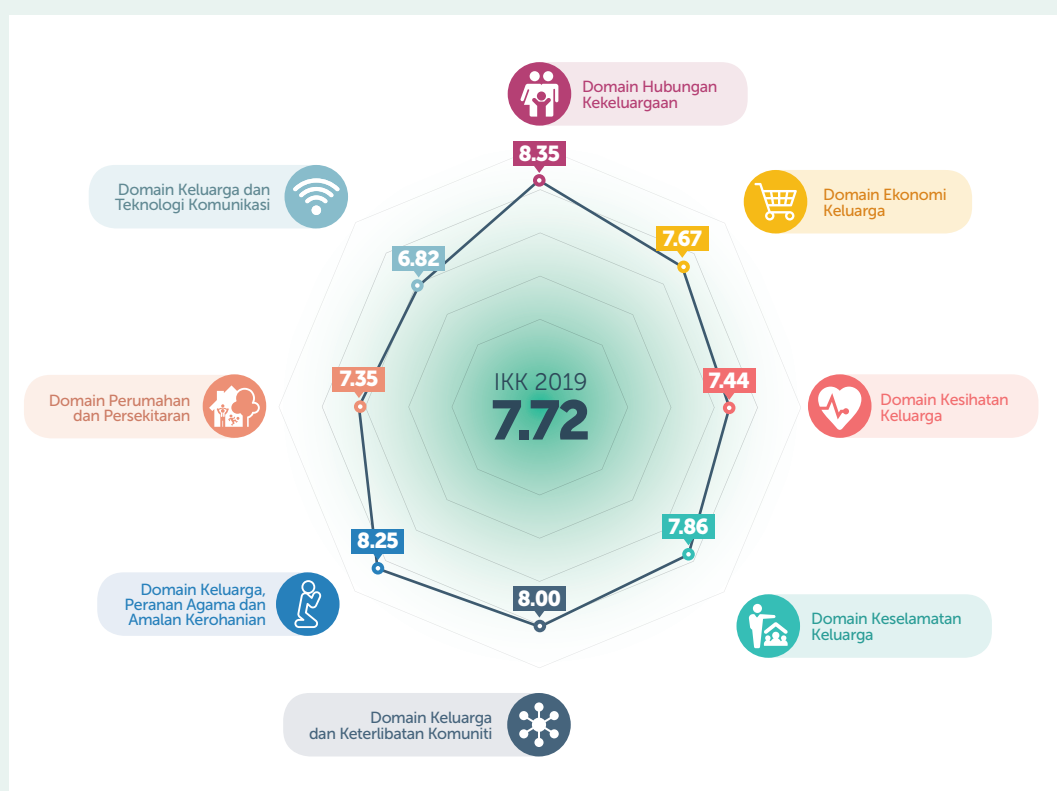 Domain Hubungan
Kekeluargaan
8.35
Domain Keluarga dan
Teknologi Komunikasi
6.82
Domain Ekonomi
Keluarga
7.67
Domain Perumahan
dan Persekitaran
7.35
IKK 2019
7.72
7.44
Domain Kesihatan
Keluarga
Domain Keluarga,
Peranan Agama dan
Amalan Kerohanian
8.25
8.00
7.86
Domain Keselamatan
Keluarga
Domain Keluarga
dan Keterlibatan Komuniti